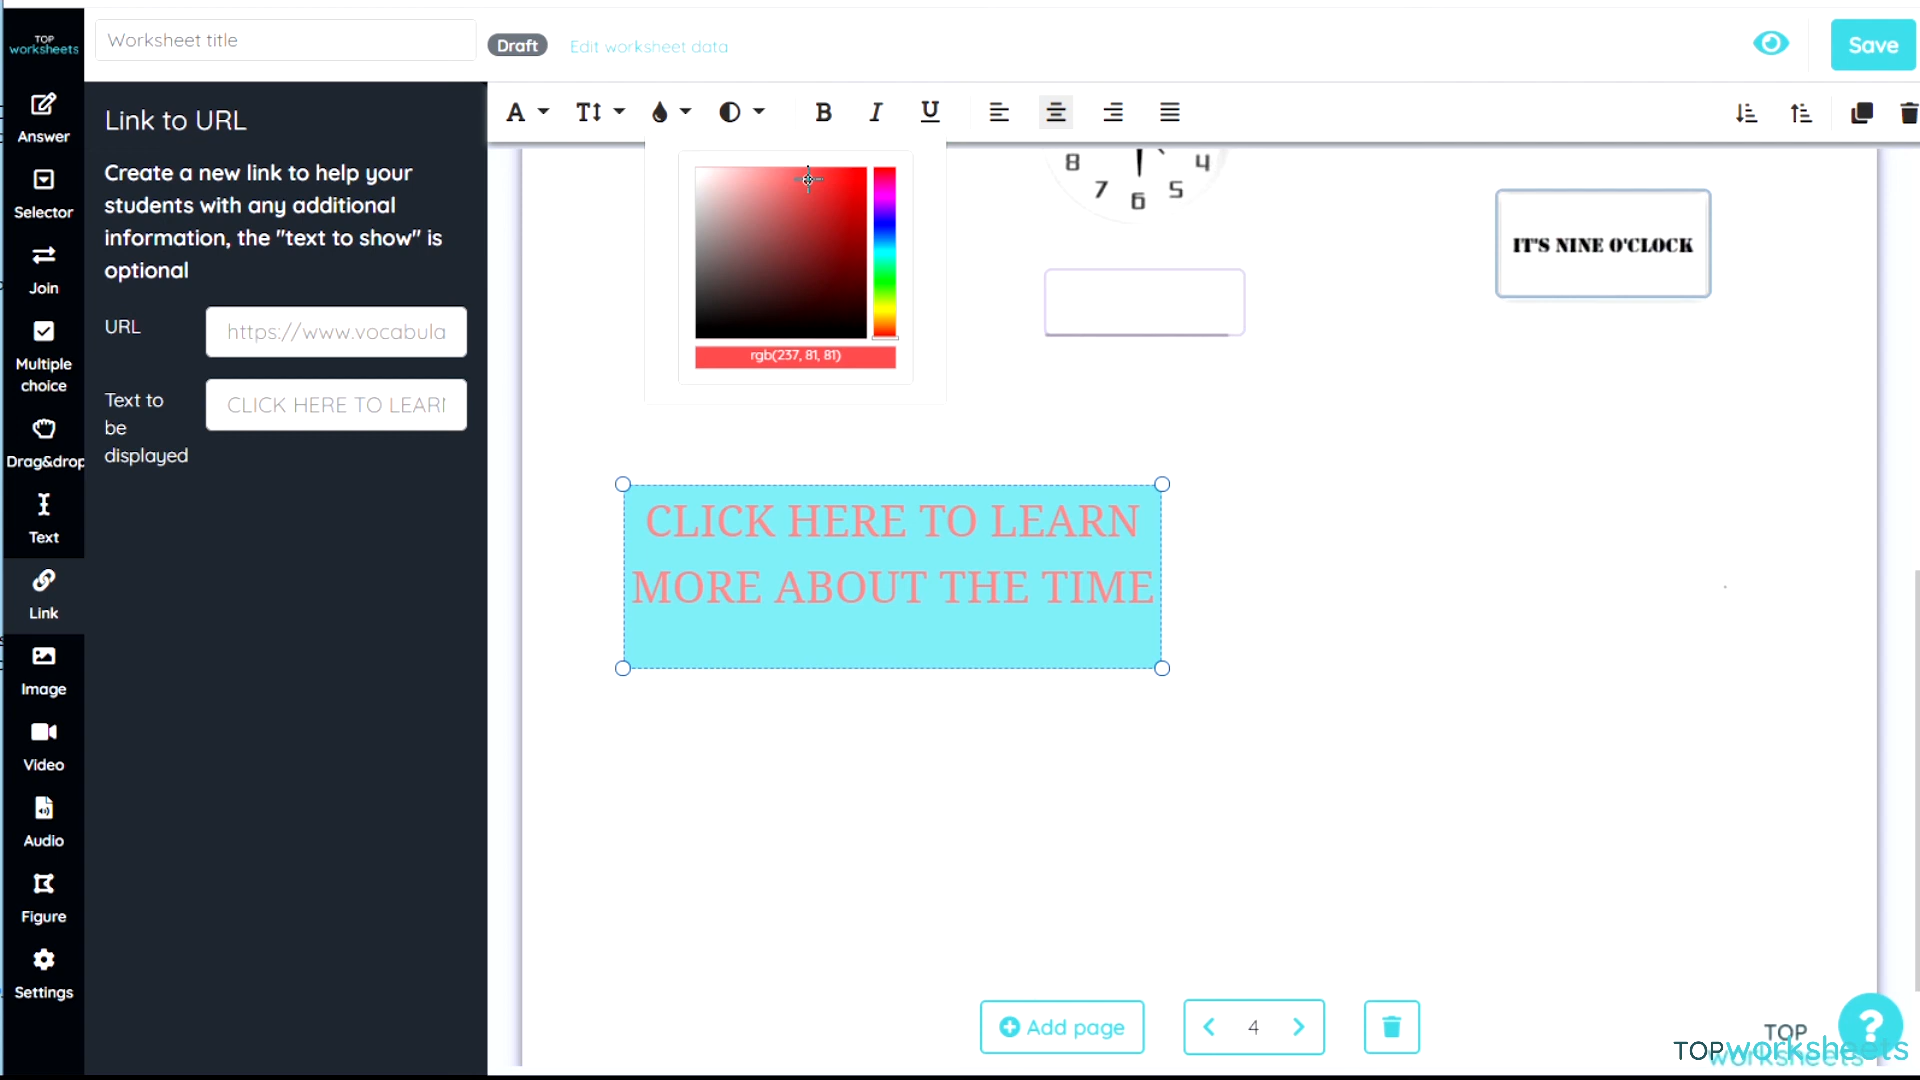 TOP
worksheets
Worksheet title
Draft
Edit worksheet data
Save
Answer
Selector
Join
Multiple
choice
Drag&drop
Text
Link
Image
Video
Audio
Figure
Settings
Link to URL
Create a new link to help your
students with any additional
information, the "text to show" is
optional
URL
https://www.vocabula
Text to
be
displayed
CLICK HERE TO LEAR
A
T
B
I
U
rgb(237, 81, 81)
8
7
6
5
4
IT'S NINE O'CLOCK
CLICK HERE TO LEARN
MORE ABOUT THE TIME
Add page
4
?
TOP
worksheets
TOPworksheets